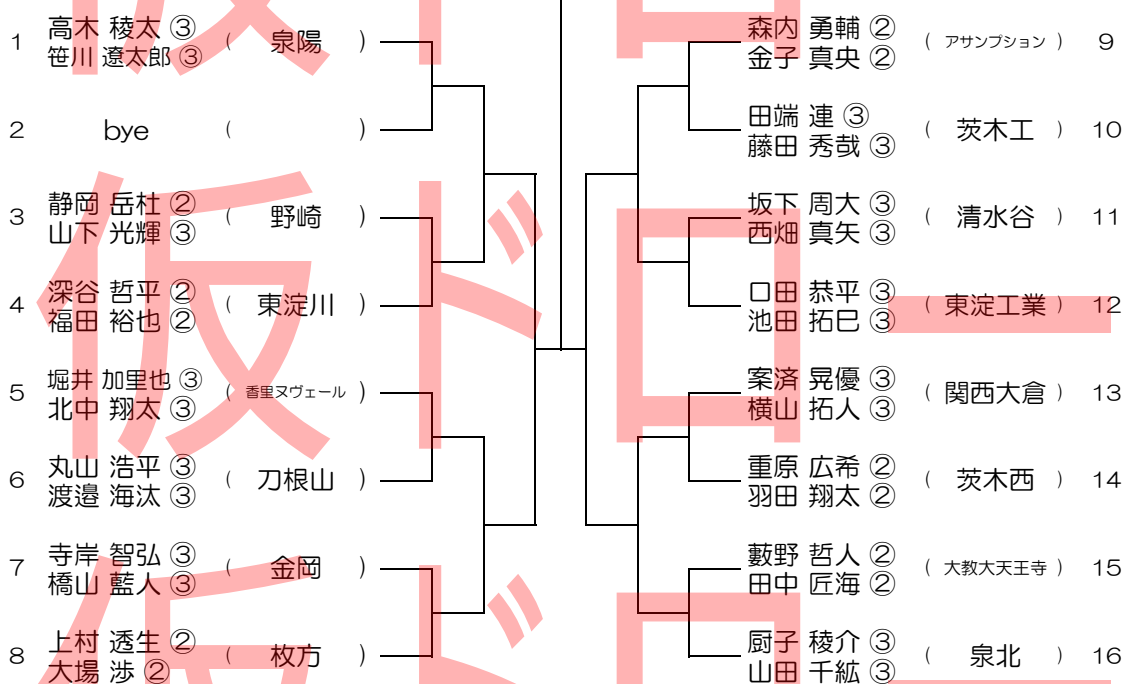 1 高木 稜太 ③ ( 泉陽 )
笹川 遼太郎 ③
2 bye ( )
3 静岡 岳杜 ② ( 野崎 )
山下 光輝 ③
4 深谷 哲平 ② ( 東淀川 )
福田 裕也 ②
5 堀井 加里也 ③ ( 香里ヌヴェール )
北中 翔太 ③
6 丸山 浩平 ③ ( 刀根山 )
渡邉 海汰 ③
7 寺岸 智弘 ③ ( 金岡 )
橋山 藍人 ③
8 上村 透生 ② ( 枚方 )
大場 渉 ②
森内 勇輔 ② ( アサンプション ) 9
金子 真央 ②
田端 連 ③ ( 茨木工 ) 10
藤田 秀哉 ③
坂下 周大 ③ ( 清水谷 ) 11
西畑 真矢 ③
口田 恭平 ③ ( 東淀工業 ) 12
池田 拓巳 ③
案済 晃優 ③ ( 関西大倉 ) 13
横山 拓人 ③
重原 広希 ② ( 茨木西 ) 14
羽田 翔太 ②
藪野 哲人 ② ( 大教大天王寺 ) 15
田中 匠海 ②
厨子 稜介 ③ ( 泉北 ) 16
山田 千紘 ③
仮ドロ
仮ドロー
仮ドロー